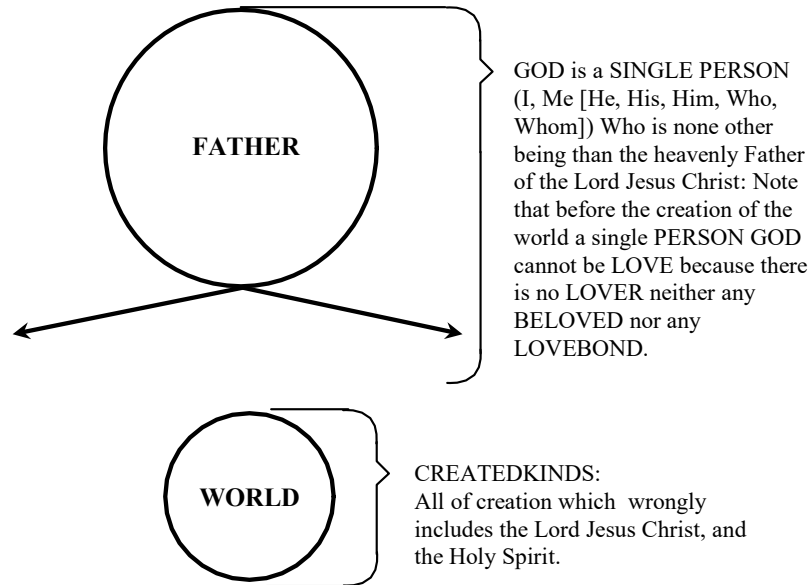 FATHER
GOD is a SINGLE PERSON
(I, Me [He, His, Him, Who,
Whom]) Who is none other
being than the heavenly Father
of the Lord Jesus Christ: Note
that before the creation of the
world a single PERSON GOD
cannot be LOVE because there
is no LOVER neither any
BELOVED nor any
LOVEBOND.
WORLD
CREATEDKINDS:
All of creation which wrongly
includes the Lord Jesus Christ, and
the Holy Spirit.